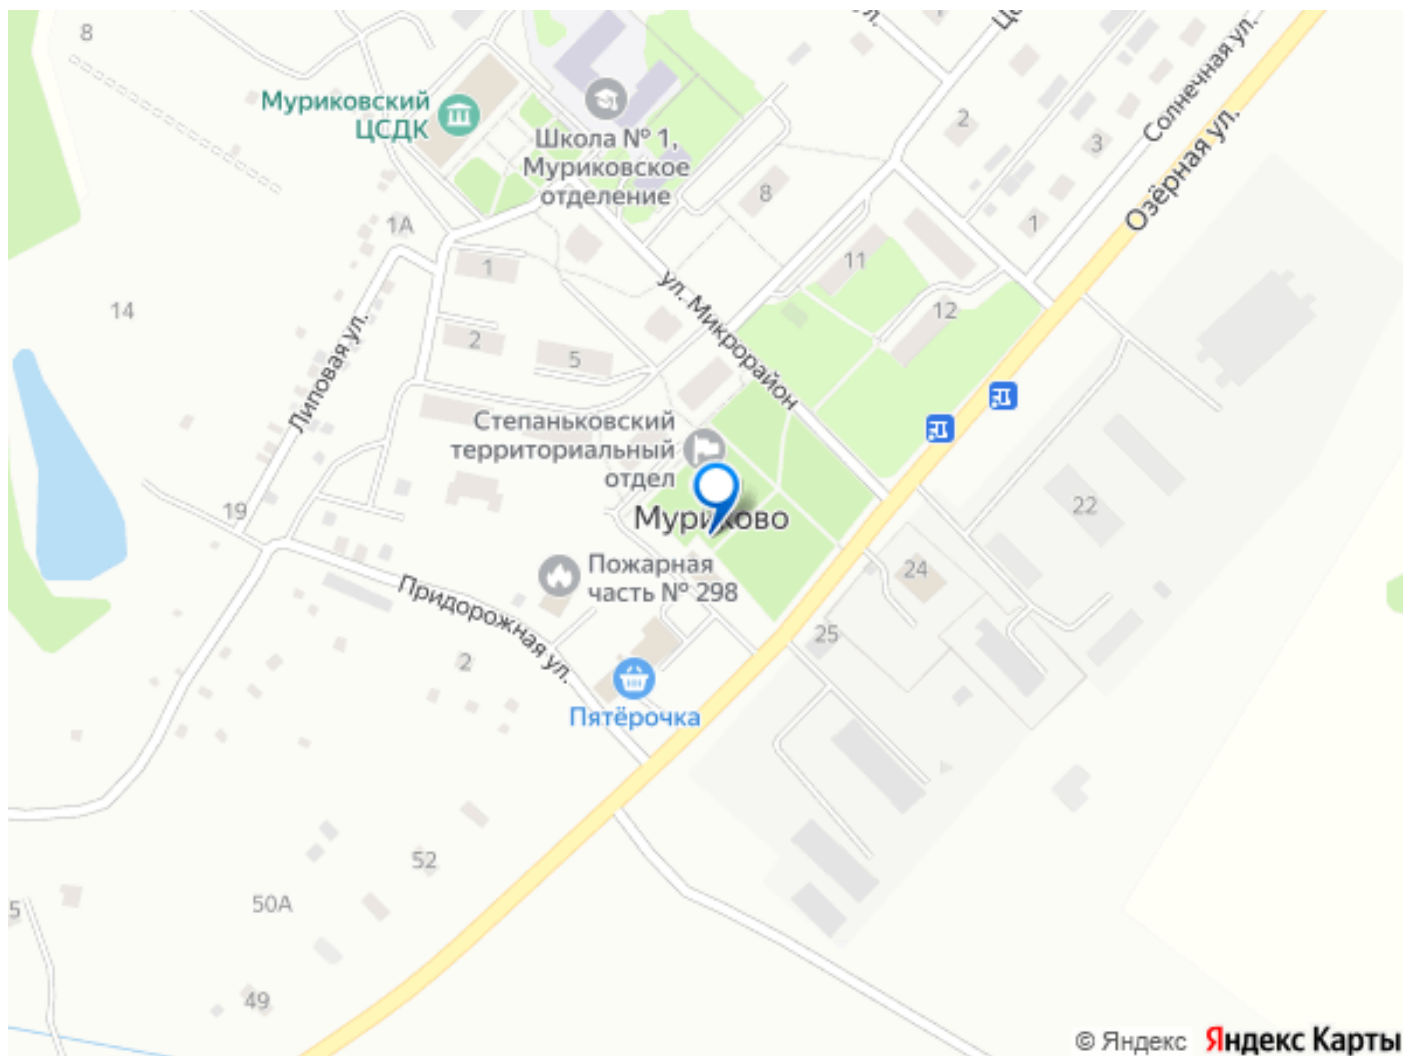 8
Муриковский
ЦСДК
Школа № 1,
Муриковское
отделение
2
3
Солнечная ул.
Озёрная ул.
1А
8
1
1
11
14
ул. Микрорайон
12
2
5
Липовая ул.
Степаньковский
территориальный
отдел
19
Муриково
22
Пожарная
часть № 298
24
Придорожная ул.
25
2
Пятёрочка
52
50А
5
49
© Яндекс Яндекс Карты